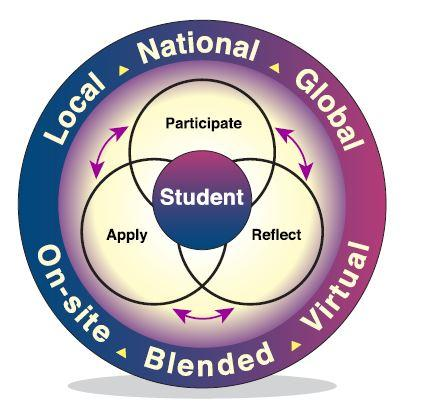 Local ▲ National ▲ Global
Participate
Student
Apply
Reflect
On-site ▲ Blended ▲ Virtual